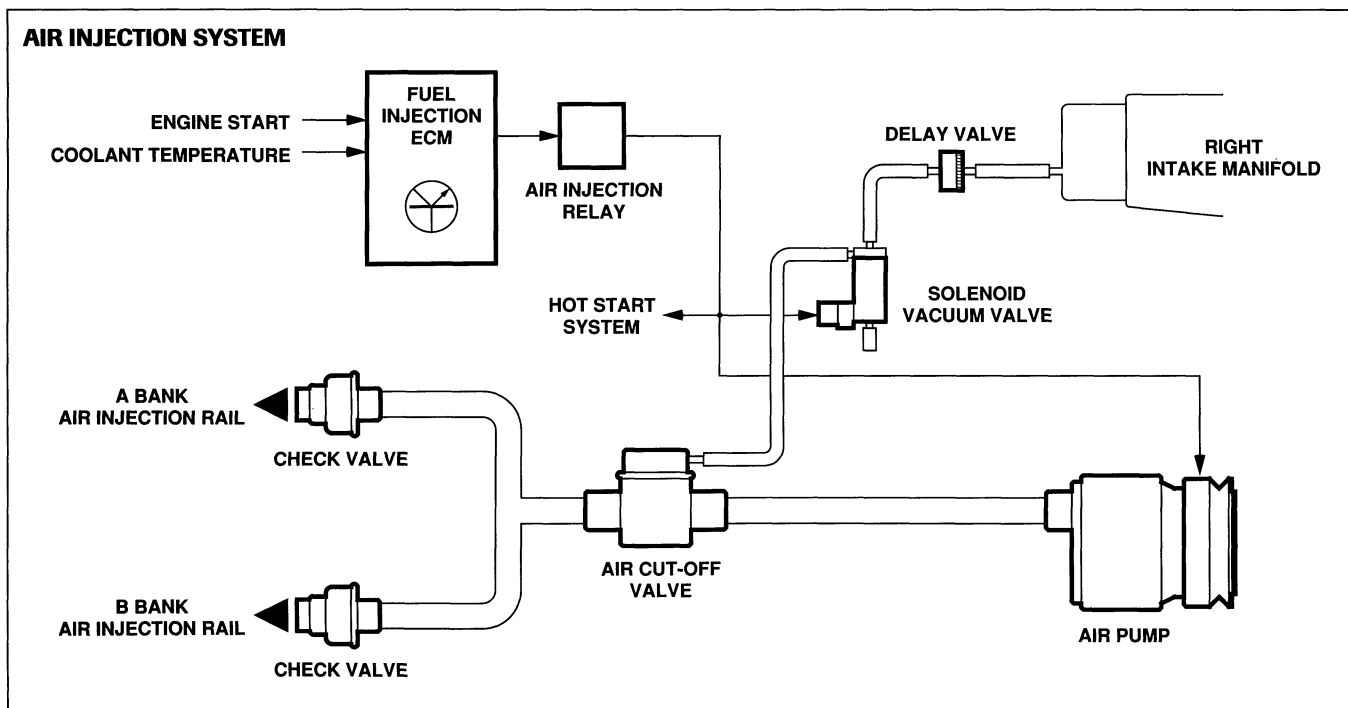 AIR INJECTION SYSTEM
FUEL
INJECTION
ECM
ENGINE START
COOLANT TEMPERATURE
AIR INJECTION
RELAY
DELAY VALVE
RIGHT
INTAKE MANIFOLD
HOT START
SYSTEM
SOLENOID
VACUUM VALVE
A BANK
AIR INJECTION RAIL
CHECK VALVE
AIR CUT-OFF
VALVE
B BANK
AIR INJECTION RAIL
CHECK VALVE
AIR PUMP